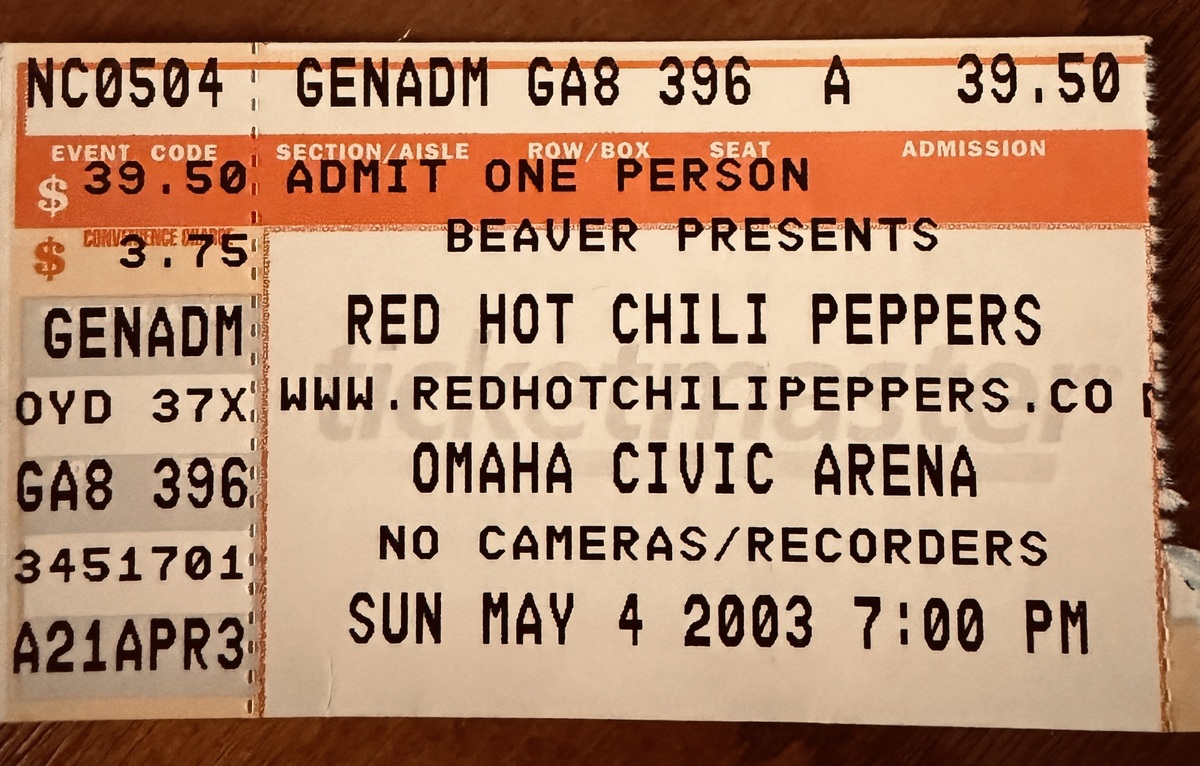 NC0504 GENADM GA8 396 A 39.50
EVENT CODE SECTION/AISLE ROW/BOX SEAT ADMISSION
$ 39.50 ADMIT ONE PERSON
CONVENIENCE CHARGE
$ 3.75
BEAVER PRESENTS
GENADM
RED HOT CHILI PEPPERS
OYD 37X
WWW.REDHOTCHILIPEPPERS.CO
ticketmaster
GA8 396
OMAHA CIVIC ARENA
3451701
NO CAMERAS/RECORDERS
A21APR3
SUN MAY 4 2003 7:00 PM